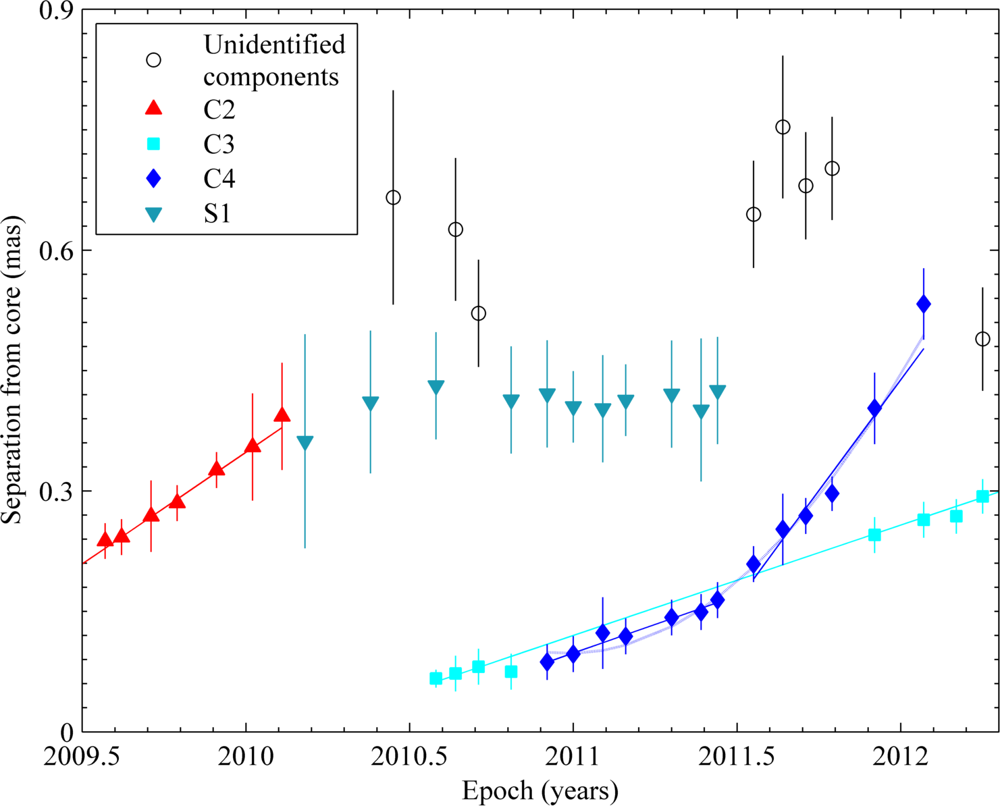 0.9
Unidentified
components
C2
C3
C4
S1
0.6
0.3
0
Separation from core (mas)
2009.5 2010 2010.5 2011 2011.5 2012
Epoch (years)